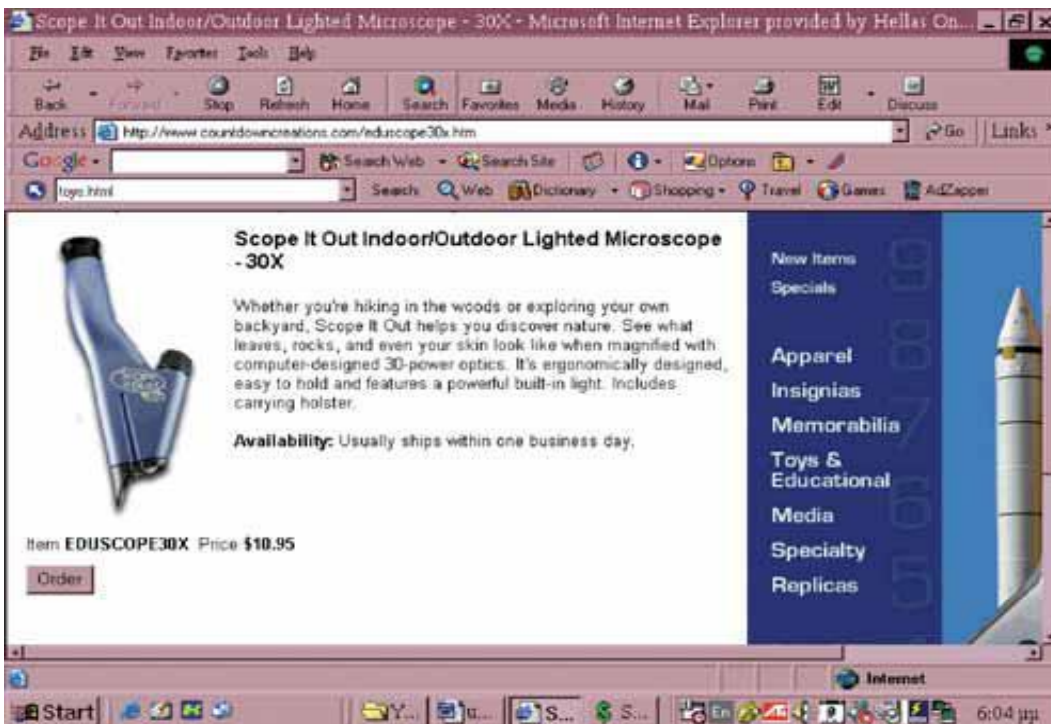 Scope It Out Indoor/Outdoor Lighted Microscope - 30X - Microsoft Internet Explorer provided by Hellas On...
File Edit View Favorites Tools Help
Back Forward Stop Refresh Home Search Favorites Media History Mail Print Edit Discuss
Address http://www.countdowncreations.com/eduscope30x.htm Go Links
Google Search Web Search Site Options
toys.html Search Web Dictionary Shopping Travel Games AdZapper
Scope It Out Indoor/Outdoor Lighted Microscope
- 30X
Whether you're hiking in the woods or exploring your own
backyard, Scope It Out helps you discover nature. See what
leaves, rocks, and even your skin look like when magnified with
computer-designed 30-power optics. It's ergonomically designed,
easy to hold and features a powerful built-in light. Includes
carrying holster.
Availability: Usually ships within one business day.
Item EDUSCOPE30X Price $10.95
Order
New Items
Specials
Apparel
Insignias
Memorabilia
Toys &
Educational
Media
Specialty
Replicas
9
8
7
6
5
Internet
Start Y... u... S... S... En 6:04 μμ